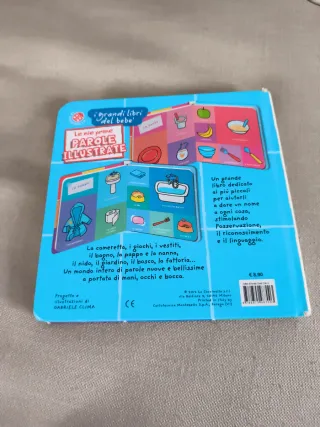 i grandi libri
del bebè
Le mie prime
PAROLE
ILLUSTRATE
Un grande
libro dedicato
ai più piccoli
per aiutarli
a dare un nome
a ogni cosa,
stimolando
l'osservazione,
il riconoscimento
e il linguaggio.
La cameretta, i giochi, i vestiti,
il bagno, la pappa e la nanna,
il nido, il giardino, il bosco, la fattoria...
Un mondo intero di parole nuove e bellissime
a portata di mani, occhi e bocca.
Progetto e
illustrazioni di
GABRIELE CLIMA
CE
€ 8,90